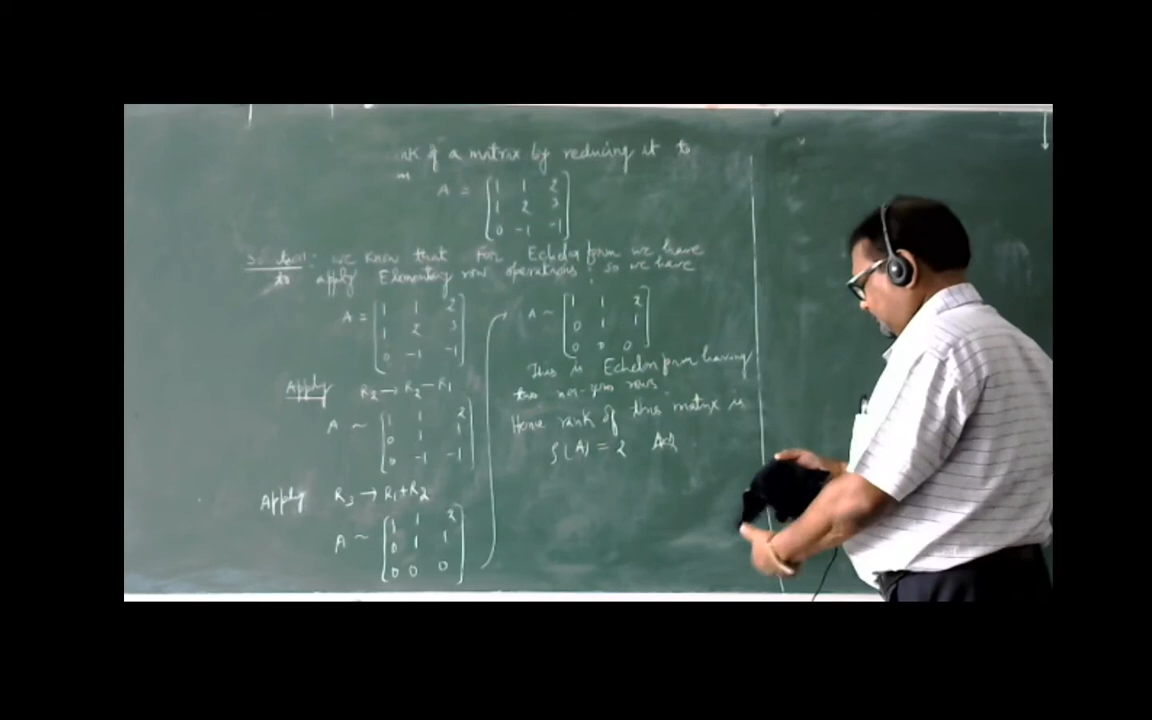 of a matrix by reducing it to
A = [1 1 2
1 2 3
0 -1 -1]
we know that for Echelon form we have
to apply Elementary row operations: so we have
A = [1 1 2
1 2 3
0 -1 -1]
Apply R2 → R2 - R1
A ~ [1 1 2
0 1 1
0 -1 -1]
Apply R3 → R1+R2
A ~ [1 1 2
0 1 1
0 0 0]
A ~ [1 1 2
0 1 1
0 0 0]
This is Echelon form having
two non-zero rows
Hence rank of this matrix is
ρ(A) = 2 Ans